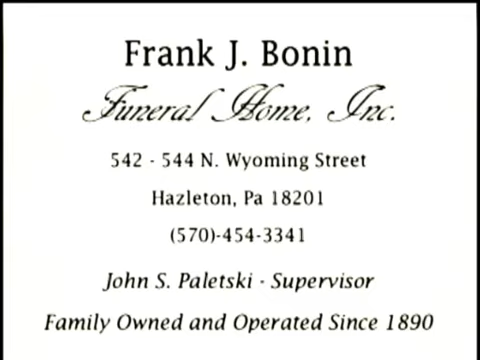 Frank J. Bonin
Funeral Home, Inc.
542 - 544 N. Wyoming Street
Hazleton, Pa 18201
(570)-454-3341
John S. Paletski - Supervisor
Family Owned and Operated Since 1890